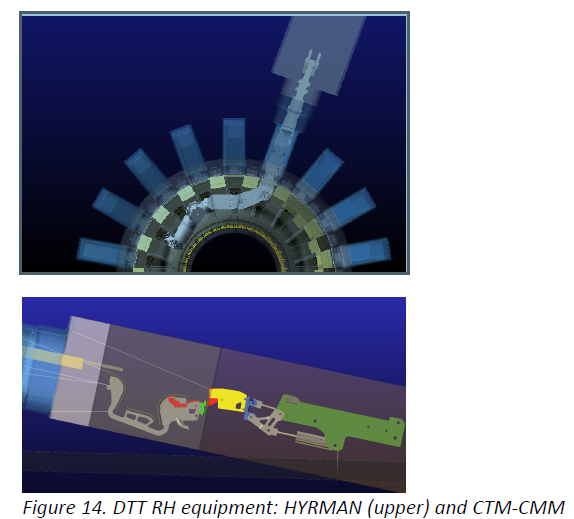 Figure 14. DTT RH equipment: HYRMAN (upper) and CTM-CMM